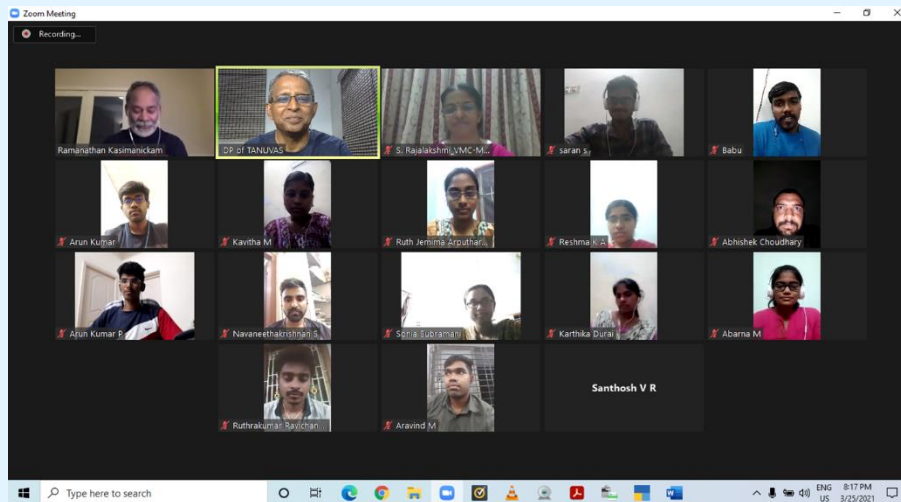 Zoom Meeting
Recording...
Ramanathan Kasimanickam
DP of TANUVAS
S. Rajalakshmi_VMC-M...
saran s
Babu
Arun Kumar
Kavitha M
Ruth Jemima Arputhar...
Reshma K A
Abhishek Choudhary
Arun Kumar P
Navaneethakrishnan S
Sonia Subramani
Karthika Durai
Abarna M
Ruthrakumar Ravichan...
Aravind M
Santhosh V R
Type here to search
ENG
US
8:17 PM
3/25/2021